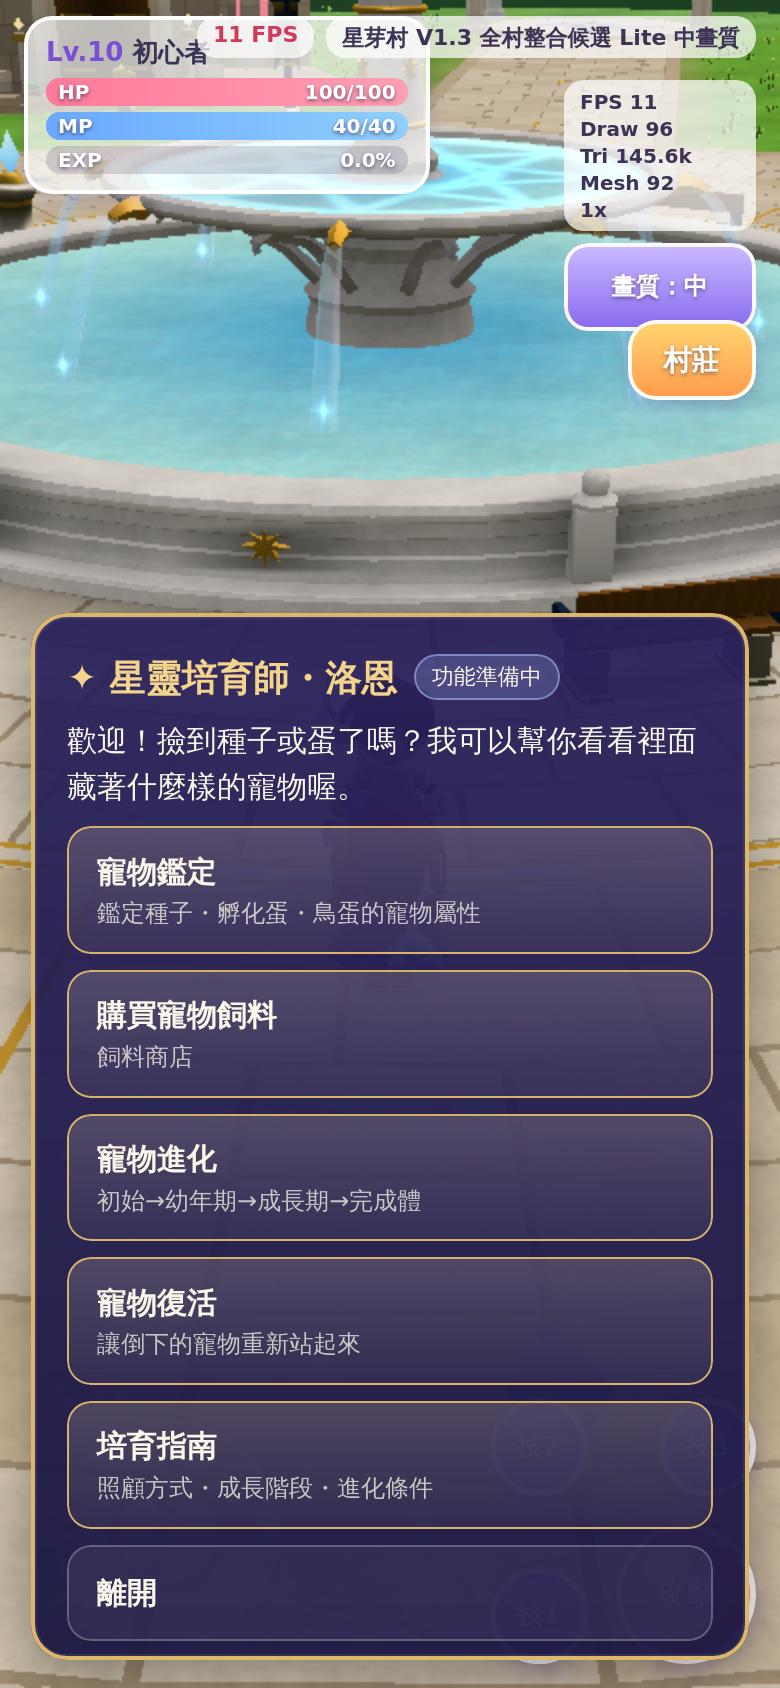 Lv.10 初心者
11 FPS
星芽村 V1.3 全村整合候選 Lite 中畫質
HP 100/100
MP 40/40
EXP 0.0%
FPS 11
Draw 96
Tri 145.6k
Mesh 92
1x
畫質：中
村莊
✦ 星靈培育師・洛恩 功能準備中
歡迎！撿到種子或蛋了嗎？我可以幫你看看裡面
藏著什麼樣的寵物喔。
寵物鑑定
鑑定種子・孵化蛋・鳥蛋的寵物屬性
購買寵物飼料
飼料商店
寵物進化
初始→幼年期→成長期→完成體
寵物復活
讓倒下的寵物重新站起來
培育指南
照顧方式・成長階段・進化條件
技2
技3
離開
技1
攻擊